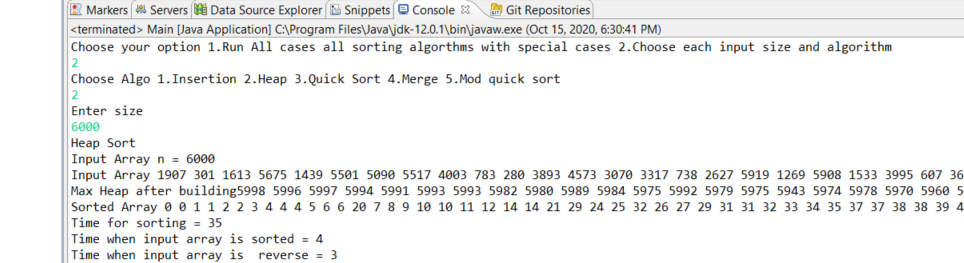 Markers Servers Data Source Explorer Snippets Console Git Repositories
<terminated> Main [Java Application] C:\Program Files\Java\jdk-12.0.1\bin\javaw.exe (Oct 15, 2020, 6:30:41 PM)
Choose your option 1.Run All cases all sorting algorthms with special cases 2.Choose each input size and algorithm
2
Choose Algo 1.Insertion 2.Heap 3.Quick Sort 4.Merge 5.Mod quick sort
2
Enter size
6000
Heap Sort
Input Array n = 6000
Input Array 1907 301 1613 5675 1439 5501 5090 5517 4003 783 280 3893 4573 3070 3317 738 2627 5919 1269 5908 1533 3995 607 36
Max Heap after building5998 5996 5997 5994 5991 5993 5993 5982 5980 5989 5984 5975 5992 5979 5975 5943 5974 5978 5970 5960 5
Sorted Array 0 0 1 1 2 2 3 4 4 4 5 6 6 20 7 8 9 10 10 11 12 14 14 21 29 24 25 32 26 27 29 31 31 32 33 34 35 37 37 38 38 39 4
Time for sorting = 35
Time when input array is sorted = 4
Time when input array is  reverse = 3